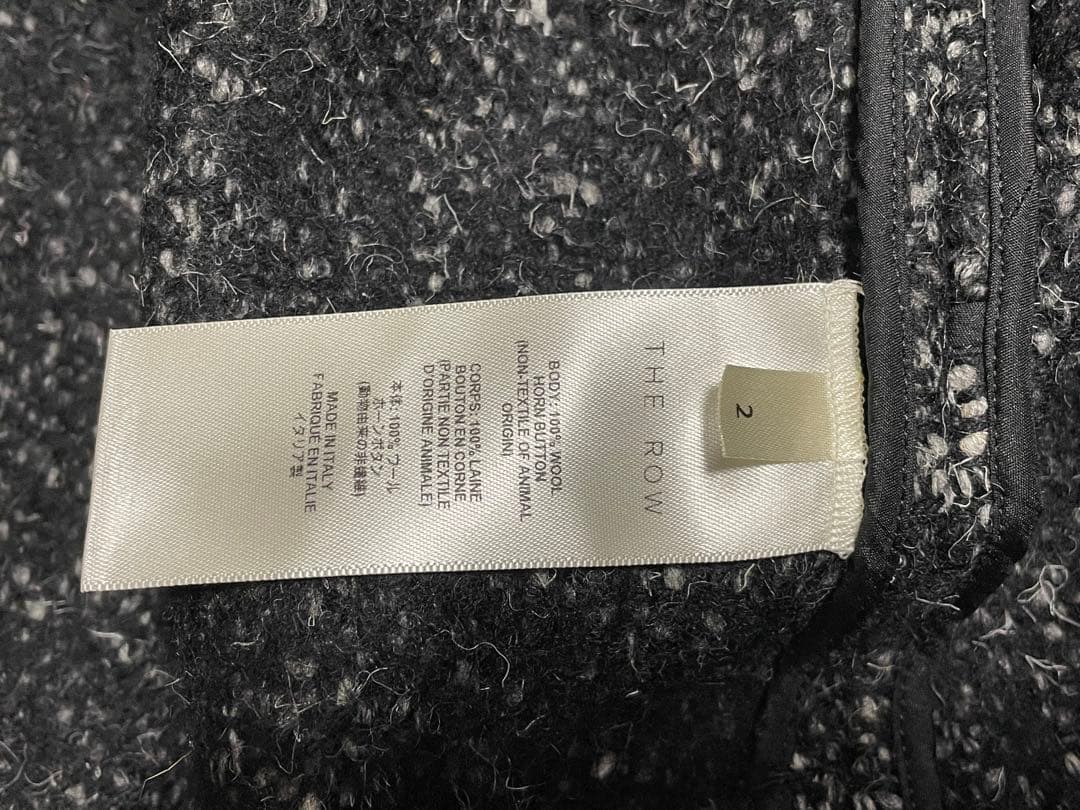 2
THE ROW
BODY: 100% WOOL
HORN BUTTON
(NON-TEXTILE OF ANIMAL
ORIGIN)
CORPS: 100% LAINE
BOUTON EN CORNE
(PARTIE NON TEXTILE
D'ORIGINE ANIMALE)
本体: 100% ウール
ホーンボタン
(動物由来の非繊維)
MADE IN ITALY
FABRIQUÉ EN ITALIE
イタリア製